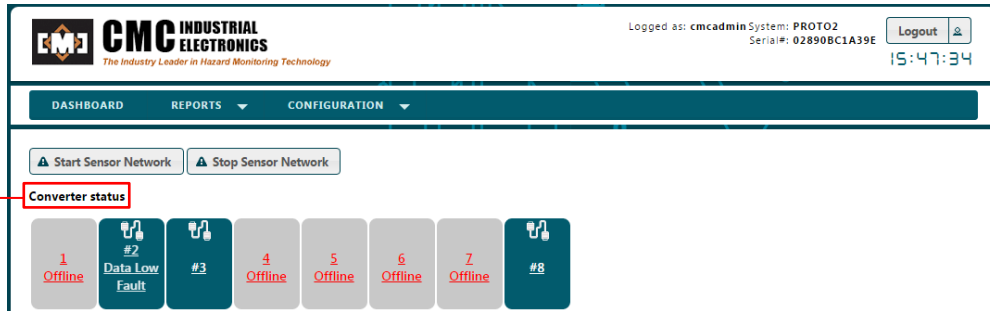 CMC INDUSTRIAL ELECTRONICS
The Industry Leader in Hazard Monitoring Technology
Logged as: cmcadmin System: PROTO2
Serial#: 02890BC1A39E
Logout
15:47:34
DASHBOARD REPORTS CONFIGURATION
Start Sensor Network Stop Sensor Network
Converter status
1
Offline
#2
Data Low
Fault
#3
4
Offline
5
Offline
6
Offline
7
Offline
#8